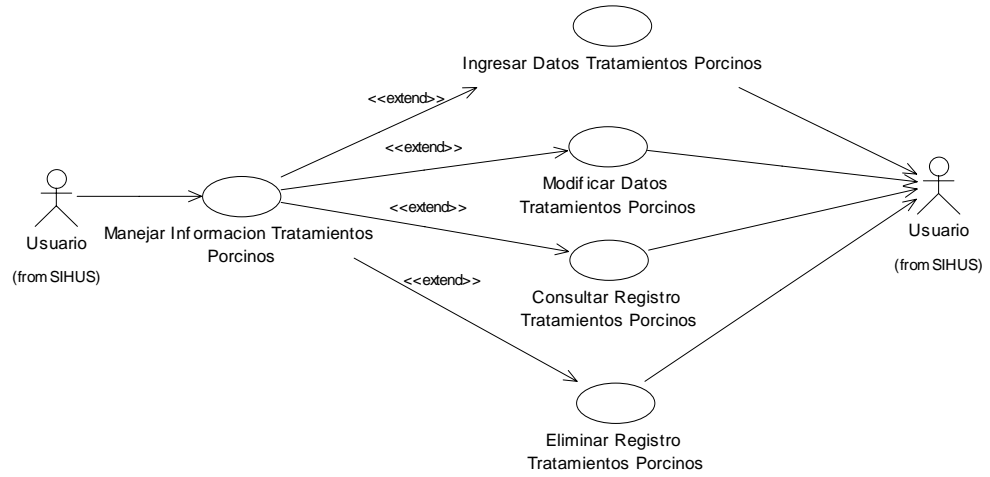 Ingresar Datos Tratamientos Porcinos
<<extend>>
<<extend>>
Modificar Datos
Tratamientos Porcinos
<<extend>>
Usuario
(from SIHUS)
Manejar Informacion Tratamientos
Porcinos
Usuario
(from SIHUS)
<<extend>>
Consultar Registro
Tratamientos Porcinos
Eliminar Registro
Tratamientos Porcinos